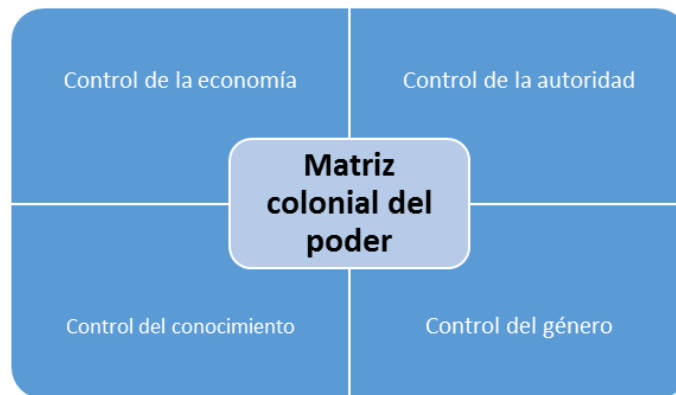 Control de la economía
Control de la autoridad
Matriz
colonial del
poder
Control del conocimiento
Control del género